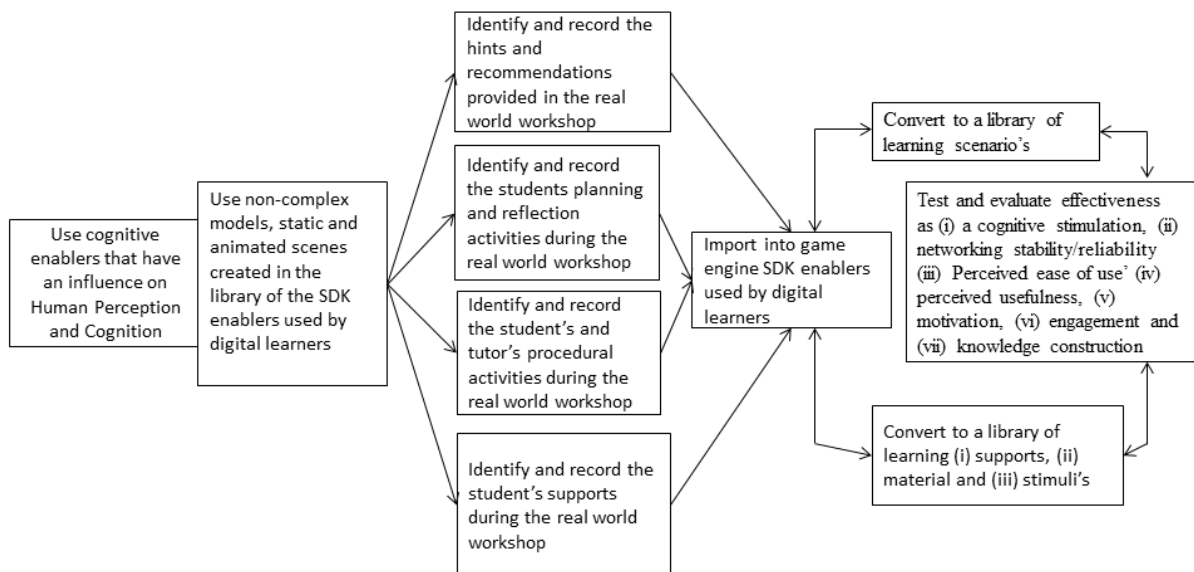 Use cognitive
enablers that have
an influence on
Human Perception
and Cognition
Use non-complex
models, static and
animated scenes
created in the
library of the SDK
enablers used by
digital learners
Identify and record the
hints and
recommendations
provided in the real
world workshop
Identify and record
the students planning
and reflection
activities during the
real world workshop
Identify and record
the student’s and
tutor’s procedural
activities during the
real world workshop
Identify and record the
student’s supports
during the real world
workshop
Import into game
engine SDK enablers
used by digital
learners
Convert to a library of
learning scenario’s
Test and evaluate effectiveness
as (i) a cognitive stimulation, (ii)
networking stability/reliability
(iii) Perceived ease of use’ (iv)
perceived usefulness, (v)
motivation, (vi) engagement and
(vii) knowledge construction
Convert to a library of
learning (i) supports, (ii)
material and (iii) stimuli’s